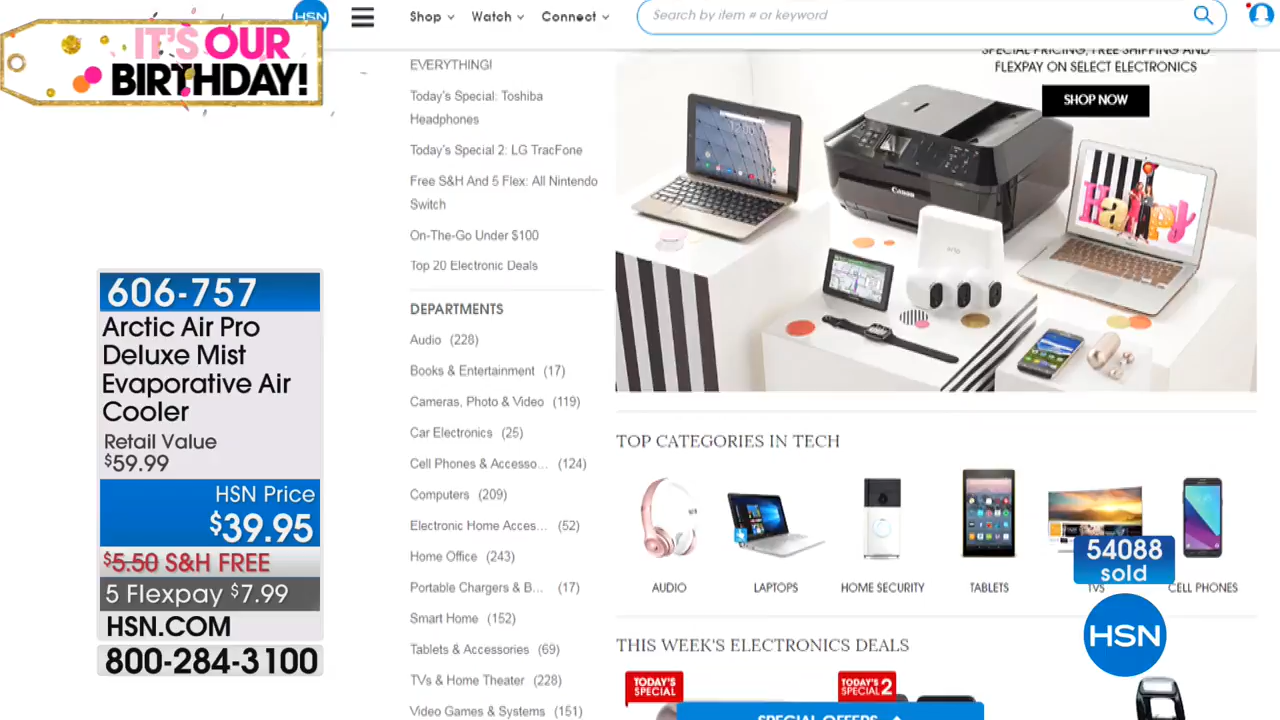 HSN
Shop
Watch
Connect
Search by item # or keyword
IT'S OUR
BIRTHDAY!
606-757
Arctic Air Pro
Deluxe Mist
Evaporative Air
Cooler
Retail Value
$59.99
HSN Price
$39.95
$5.50 S&H FREE
5 Flexpay $7.99
HSN.COM
800-284-3100
EVERYTHING!
Today's Special: Toshiba
Headphones
Today's Special 2: LG TracFone
Free S&H And 5 Flex: All Nintendo
Switch
On-The-Go Under $100
Top 20 Electronic Deals
DEPARTMENTS
Audio (228)
Books & Entertainment (17)
Cameras, Photo & Video (119)
Car Electronics (25)
Cell Phones & Accesso... (124)
Computers (209)
Electronic Home Acces... (52)
Home Office (243)
Portable Chargers & B... (17)
Smart Home (152)
Tablets & Accessories (69)
TVs & Home Theater (228)
Video Games & Systems (151)
SPECIAL PRICING, FREE SHIPPING AND
FLEXPAY ON SELECT ELECTRONICS
SHOP NOW
Canon
Happy
TOP CATEGORIES IN TECH
AUDIO
LAPTOPS
HOME SECURITY
TABLETS
TVS
CELL PHONES
54088
sold
HSN
THIS WEEK'S ELECTRONICS DEALS
TODAY'S
SPECIAL
TODAY'S
SPECIAL 2
SPECIAL OFFERS